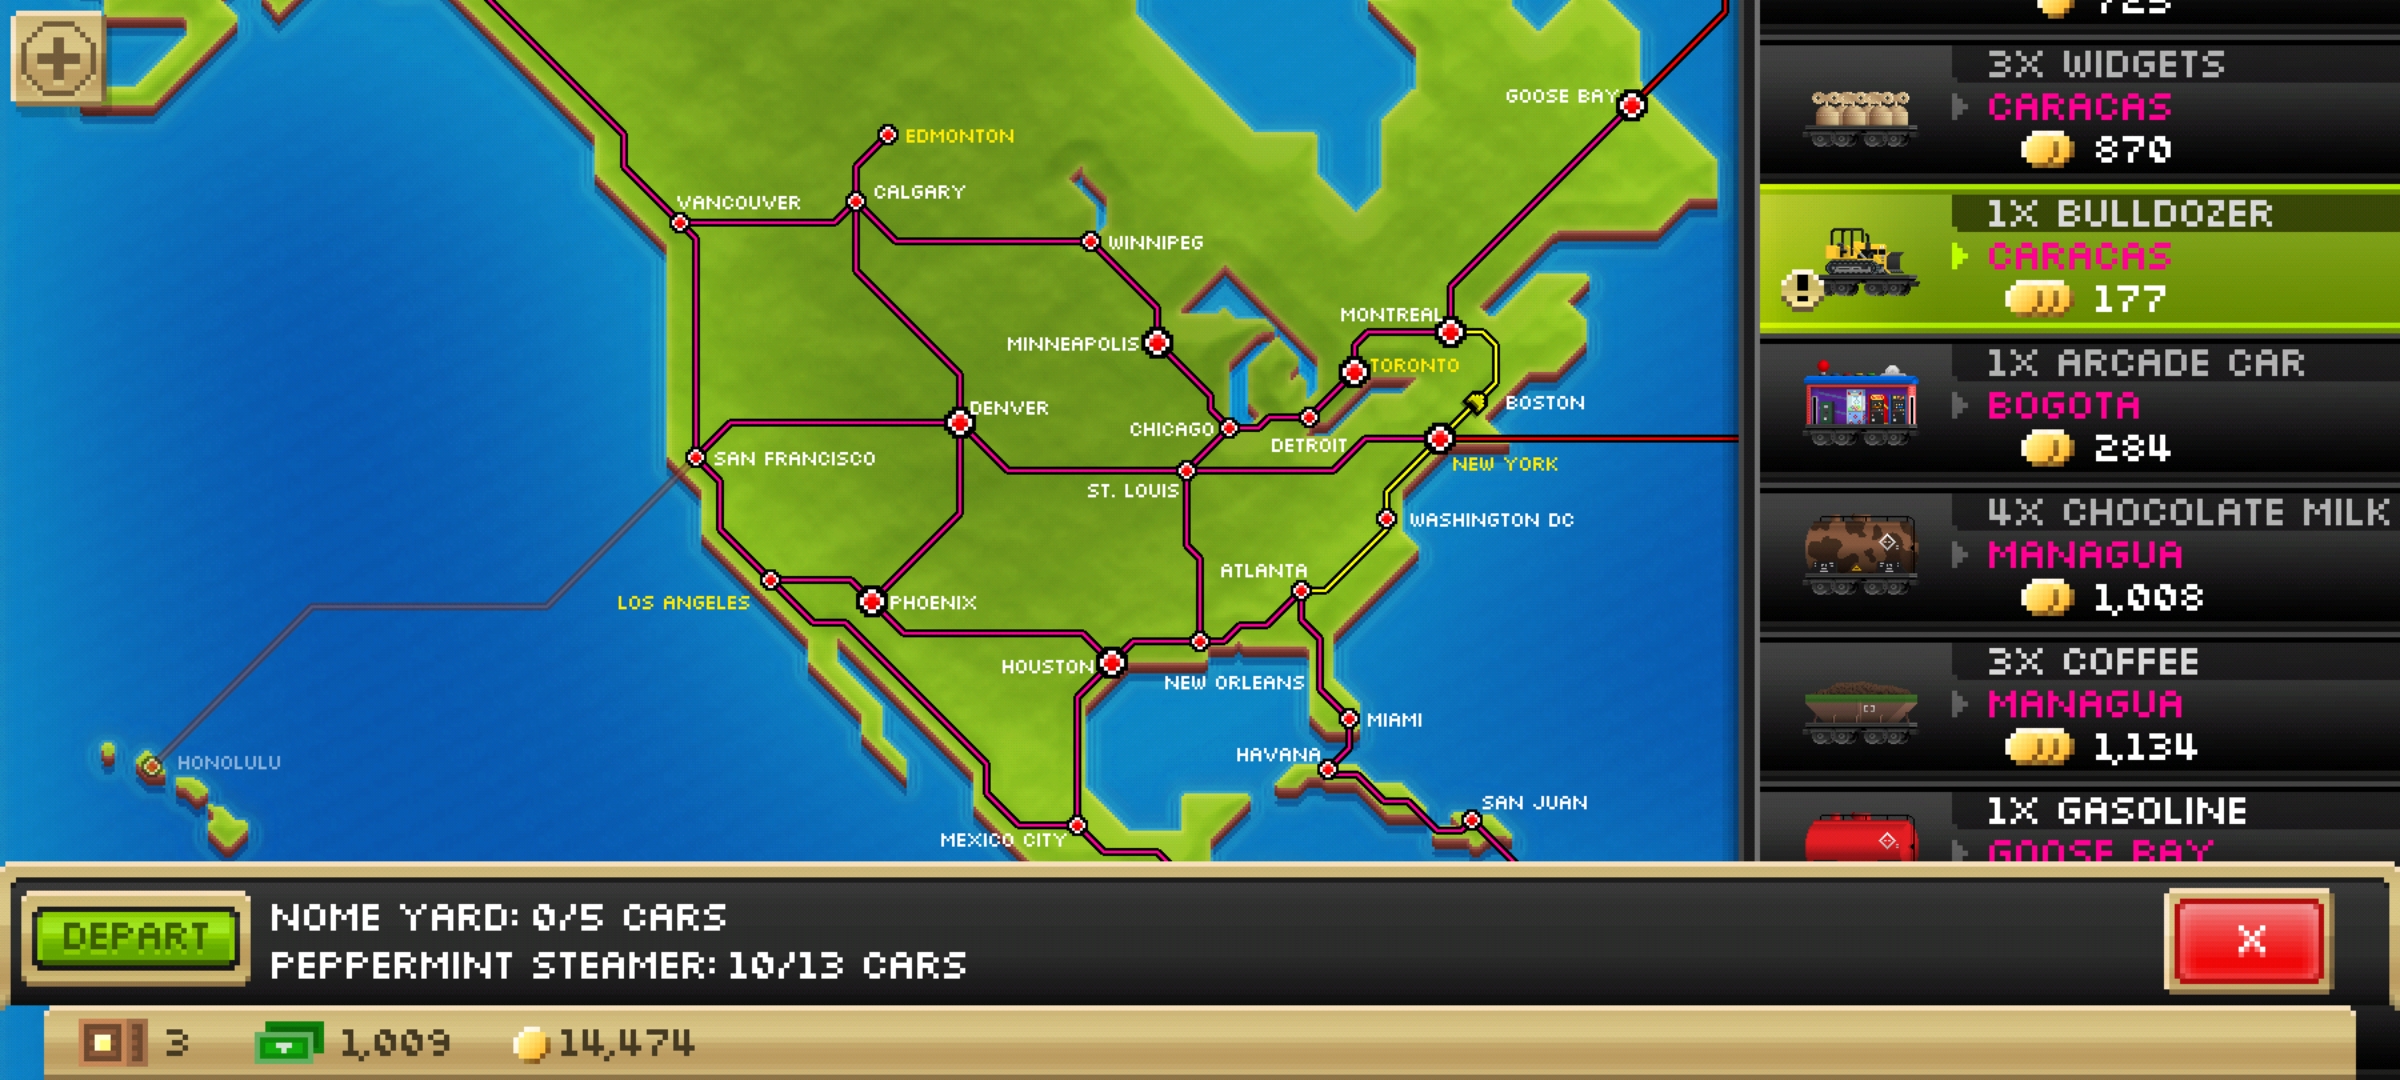 725
3X WIDGETS
CARACAS
870
1X BULLDOZER
CARACAS
177
1X ARCADE CAR
BOGOTA
284
4X CHOCOLATE MILK
MANAGUA
1,008
3X COFFEE
MANAGUA
1,134
1X GASOLINE
GOOSE BAY
GOOSE BAY
EDMONTON
CALGARY
VANCOUVER
WINNIPEG
MONTREAL
MINNEAPOLIS
TORONTO
BOSTON
DENVER
CHICAGO
DETROIT
SAN FRANCISCO
NEW YORK
ST. LOUIS
WASHINGTON DC
ATLANTA
LOS ANGELES
PHOENIX
HOUSTON
NEW ORLEANS
MIAMI
HAVANA
HONOLULU
SAN JUAN
MEXICO CITY
DEPART
NOME YARD: 0/5 CARS
PEPPERMINT STEAMER: 10/13 CARS
X
3
1,009
14,474